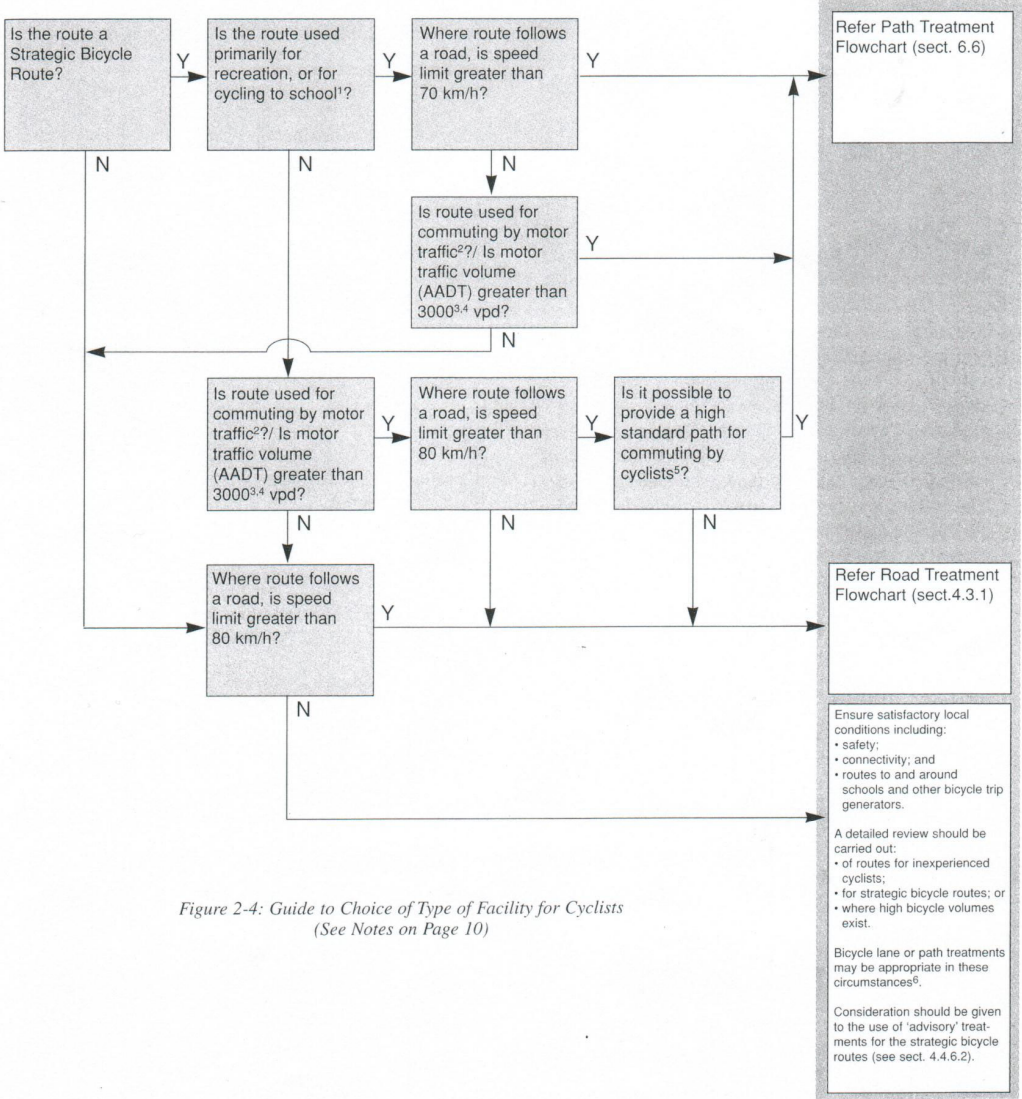 Is the route a
Strategic Bicycle
Route?
Y
N
Is the route used
primarily for
recreation, or for
cycling to school¹?
Y
N
Where route follows
a road, is speed
limit greater than
70 km/h?
Y
N
Refer Path Treatment
Flowchart (sect. 6.6)
Is route used for
commuting by motor
traffic²?/ Is motor
traffic volume
(AADT) greater than
3000³,⁴ vpd?
Y
N
Is route used for
commuting by motor
traffic²?/ Is motor
traffic volume
(AADT) greater than
3000³,⁴ vpd?
Y
N
Where route follows
a road, is speed
limit greater than
80 km/h?
Y
N
Is it possible to
provide a high
standard path for
commuting by
cyclists⁵?
Y
N
Where route follows
a road, is speed
limit greater than
80 km/h?
Y
N
Refer Road Treatment
Flowchart (sect.4.3.1)
Ensure satisfactory local
conditions including:
• safety;
• connectivity; and
• routes to and around
schools and other bicycle trip
generators.
A detailed review should be
carried out:
• of routes for inexperienced
cyclists;
• for strategic bicycle routes; or
• where high bicycle volumes
exist.
Bicycle lane or path treatments
may be appropriate in these
circumstances⁶.
Consideration should be given
to the use of ‘advisory’ treat-
ments for the strategic bicycle
routes (see sect. 4.4.6.2).
Figure 2-4: Guide to Choice of Type of Facility for Cyclists
(See Notes on Page 10)